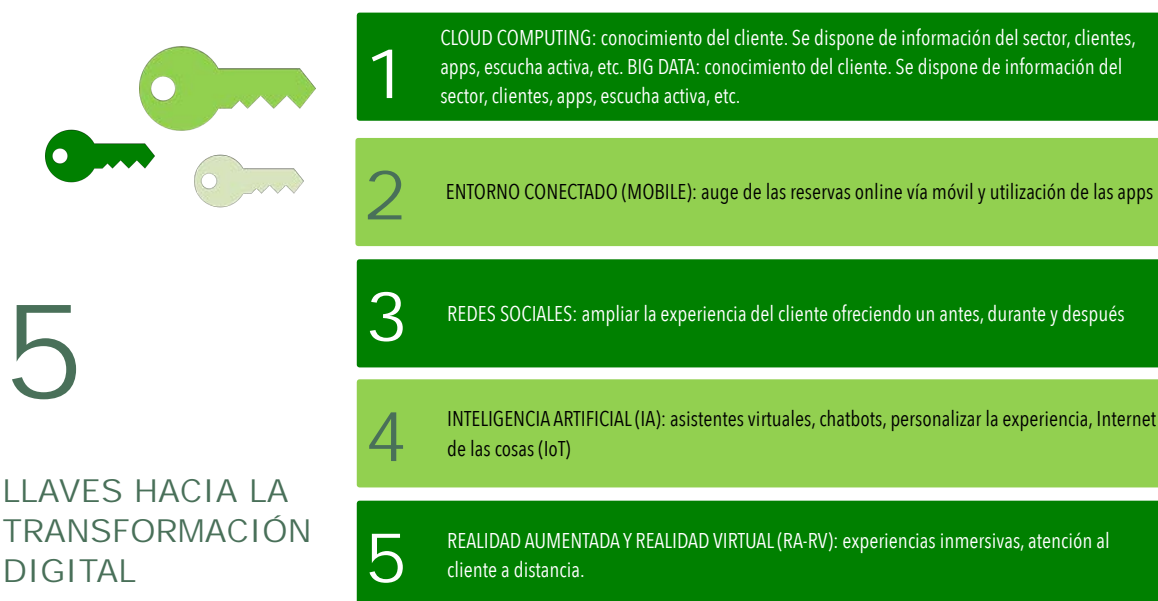 5
LLAVES HACIA LA
TRANSFORMACIÓN
DIGITAL
1
CLOUD COMPUTING: conocimiento del cliente. Se dispone de información del sector, clientes,
apps, escucha activa, etc. BIG DATA: conocimiento del cliente. Se dispone de información del
sector, clientes, apps, escucha activa, etc.
2
ENTORNO CONECTADO (MOBILE): auge de las reservas online vía móvil y utilización de las apps
3
REDES SOCIALES: ampliar la experiencia del cliente ofreciendo un antes, durante y después
4
INTELIGENCIA ARTIFICIAL (IA): asistentes virtuales, chatbots, personalizar la experiencia, Internet
de las cosas (IoT)
5
REALIDAD AUMENTADA Y REALIDAD VIRTUAL (RA-RV): experiencias inmersivas, atención al
cliente a distancia.